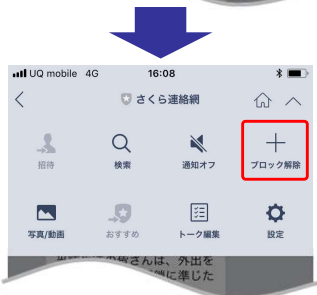 UQ mobile 4G 16:08
さくら連絡網
招待 検索 通知オフ ブロック解除
写真/動画 おすすめ トーク編集 設定
皆さんは、外出を
に準じた